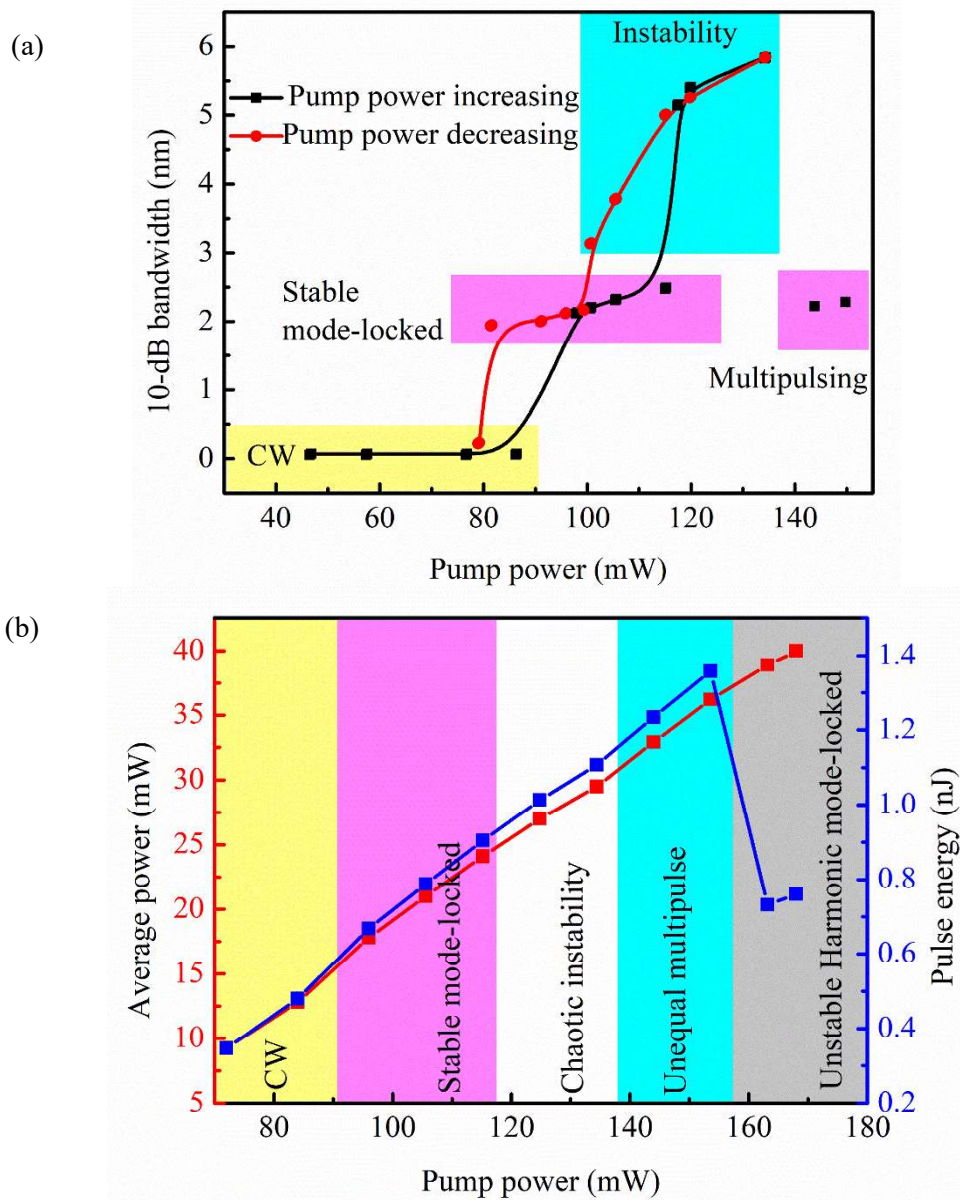 (a)
Instability
Pump power increasing
Pump power decreasing
Stable
mode-locked
Multipulsing
CW
10-dB bandwidth (nm)
6
5
4
3
2
1
0
40 60 80 100 120 140
Pump power (mW)
(b)
Average power (mW)
40
35
30
25
20
15
10
5
CW
Stable mode-locked
Chaotic instability
Unequal multipulse
Unstable Harmonic mode-locked
1.4
1.2
1.0
0.8
0.6
0.4
0.2
Pulse energy (nJ)
80 100 120 140 160 180
Pump power (mW)